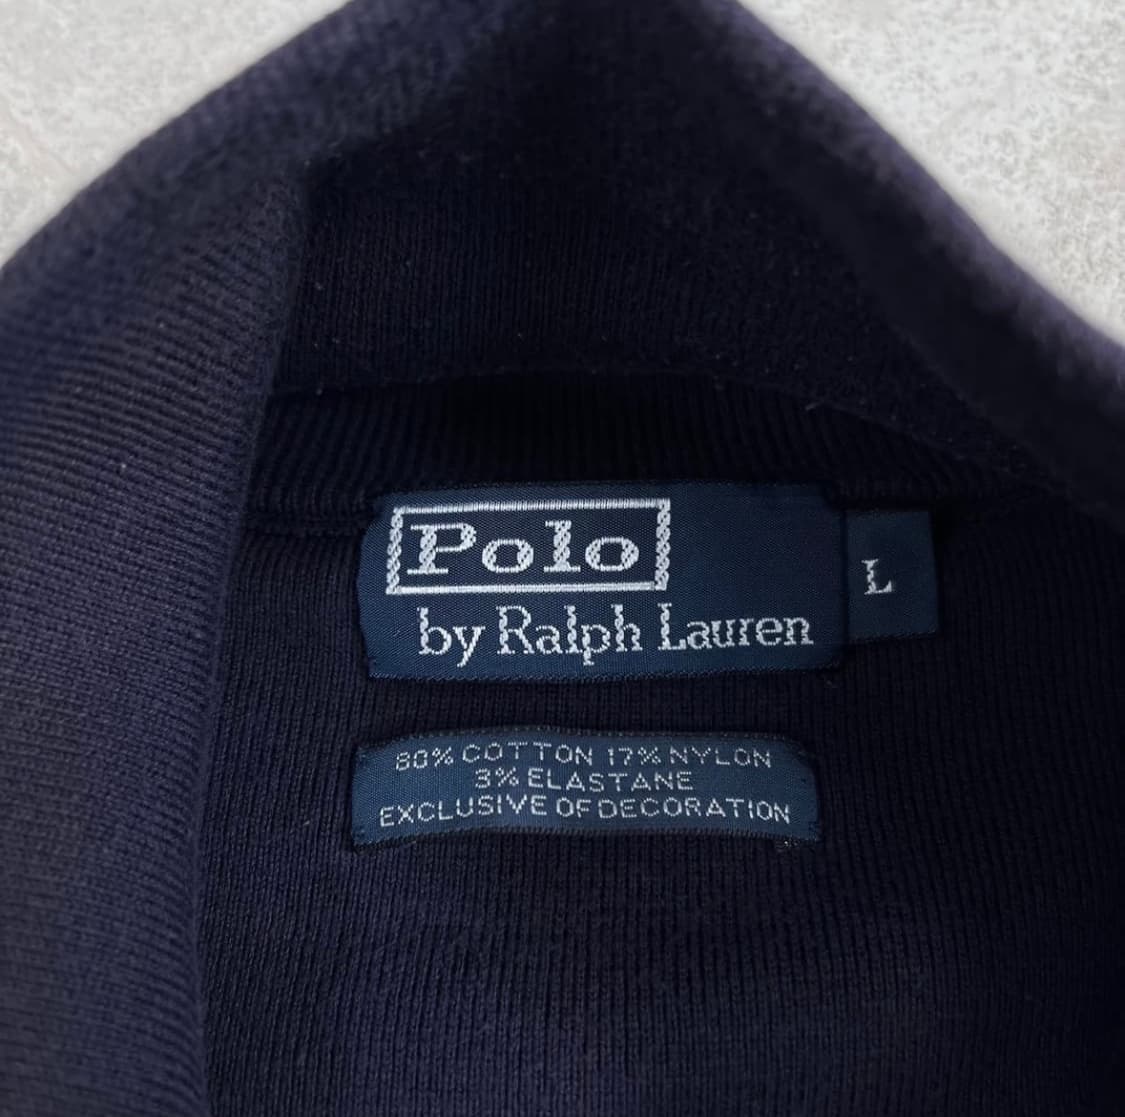 Polo
by Ralph Lauren
L
80% COTTON 17% NYLON
3% ELASTANE
EXCLUSIVE OF DECORATION